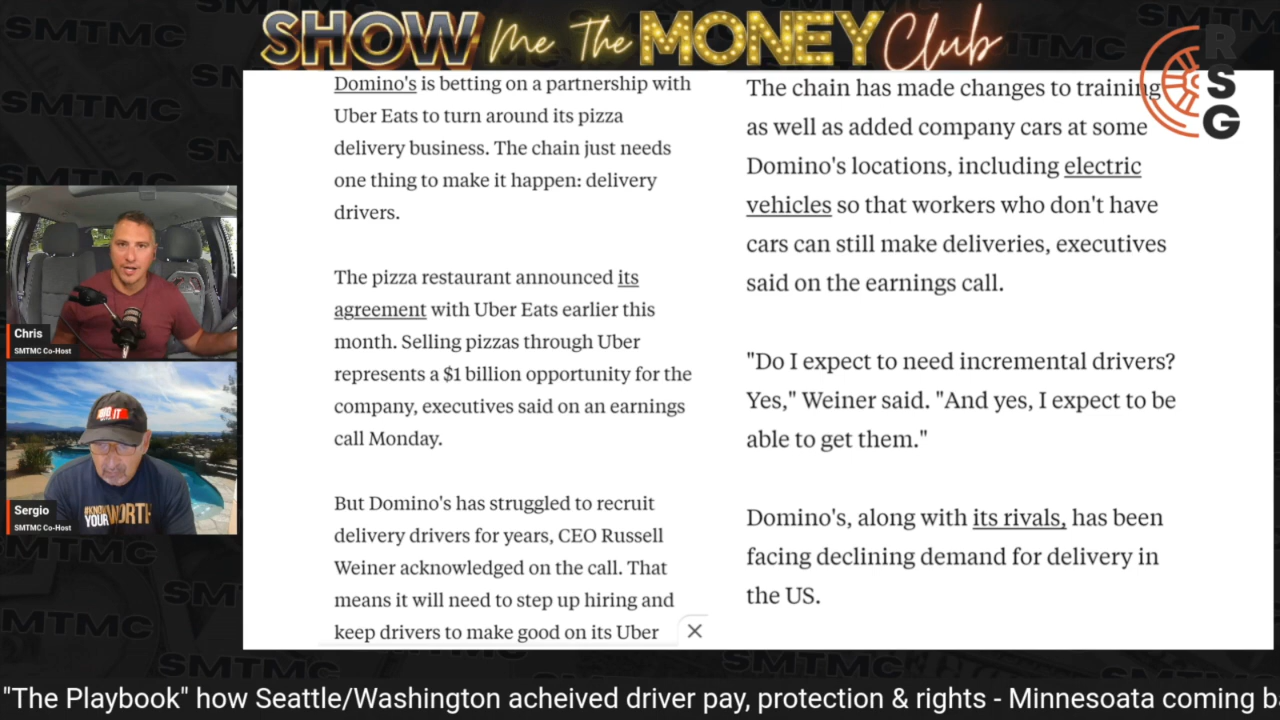 SHOW Me The MONEY Club
RSG
Domino's is betting on a partnership with
Uber Eats to turn around its pizza
delivery business. The chain just needs
one thing to make it happen: delivery
drivers.
The pizza restaurant announced its
agreement with Uber Eats earlier this
month. Selling pizzas through Uber
represents a $1 billion opportunity for the
company, executives said on an earnings
call Monday.
But Domino's has struggled to recruit
delivery drivers for years, CEO Russell
Weiner acknowledged on the call. That
means it will need to step up hiring and
keep drivers to make good on its Uber
The chain has made changes to training
as well as added company cars at some
Domino's locations, including electric
vehicles so that workers who don't have
cars can still make deliveries, executives
said on the earnings call.
"Do I expect to need incremental drivers?
Yes," Weiner said. "And yes, I expect to be
able to get them."
Domino's, along with its rivals, has been
facing declining demand for delivery in
the US.
Chris
SMTMC Co-Host
YOUR WORTH
Sergio
SMTMC Co-Host
SMTMC
SMTMC
SMTMC
SMTMC
SMTMC
SMTMC
"The Playbook" how Seattle/Washington acheived driver pay, protection & rights - Minnesoata coming b